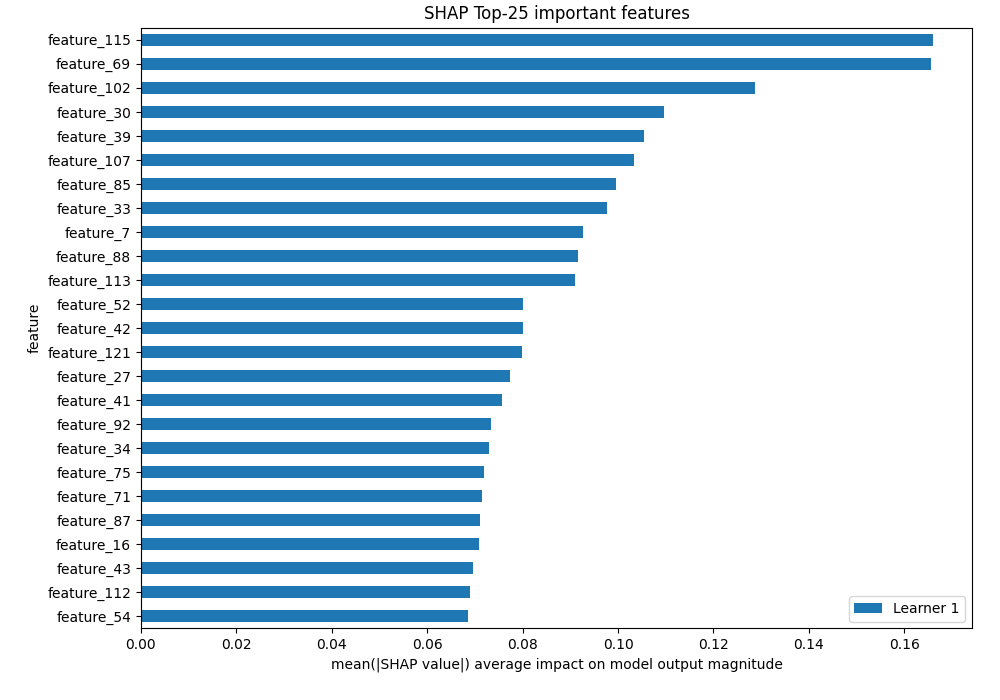 SHAP Top-25 important features
feature_115
feature_69
feature_102
feature_30
feature_39
feature_107
feature_85
feature_33
feature_7
feature_88
feature_113
feature_52
feature_42
feature_121
feature_27
feature_41
feature_92
feature_34
feature_75
feature_71
feature_87
feature_16
feature_43
feature_112
feature_54
feature
Learner 1
0.00 0.02 0.04 0.06 0.08 0.10 0.12 0.14 0.16
mean(|SHAP value|) average impact on model output magnitude